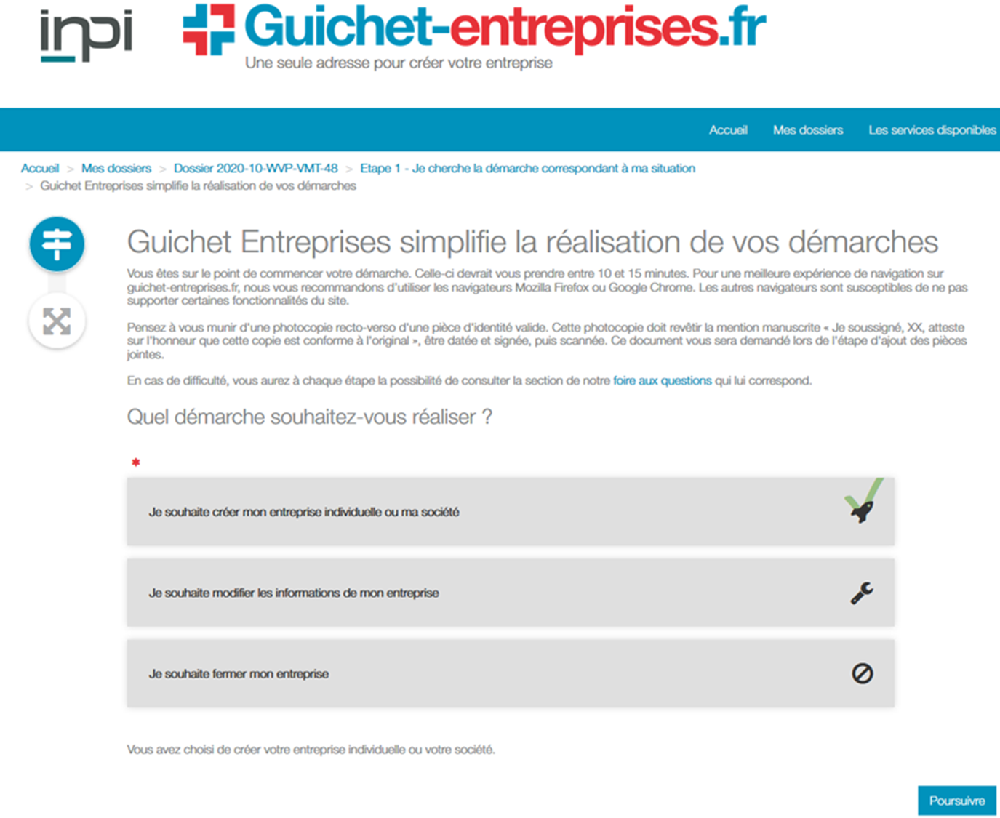 inpi
Guichet-entreprises.fr
Une seule adresse pour créer votre entreprise
Accueil Mes dossiers Les services disponibles
Accueil > Mes dossiers > Dossier 2020-10-WVP-VMT-48 > Etape 1 - Je cherche la démarche correspondant à ma situation
> Guichet Entreprises simplifie la réalisation de vos démarches
Guichet Entreprises simplifie la réalisation de vos démarches
Vous êtes sur le point de commencer votre démarche. Celle-ci devrait vous prendre entre 10 et 15 minutes. Pour une meilleure expérience de navigation sur
guichet-entreprises.fr, nous vous recommandons d'utiliser les navigateurs Mozilla Firefox ou Google Chrome. Les autres navigateurs sont susceptibles de ne pas
supporter certaines fonctionnalités du site.
Pensez à vous munir d'une photocopie recto-verso d'une pièce d'identité valide. Cette photocopie doit revêtir la mention manuscrite « Je soussigné, XX, atteste
sur l'honneur que cette copie est conforme à l'original », être datée et signée, puis scannée. Ce document vous sera demandé lors de l'étape d'ajout des pièces
jointes.
En cas de difficulté, vous aurez à chaque étape la possibilité de consulter la section de notre foire aux questions qui lui correspond.
Quel démarche souhaitez-vous réaliser ?
*
Je souhaite créer mon entreprise individuelle ou ma société
Je souhaite modifier les informations de mon entreprise
Je souhaite fermer mon entreprise
Vous avez choisi de créer votre entreprise individuelle ou votre société.
Poursuivre